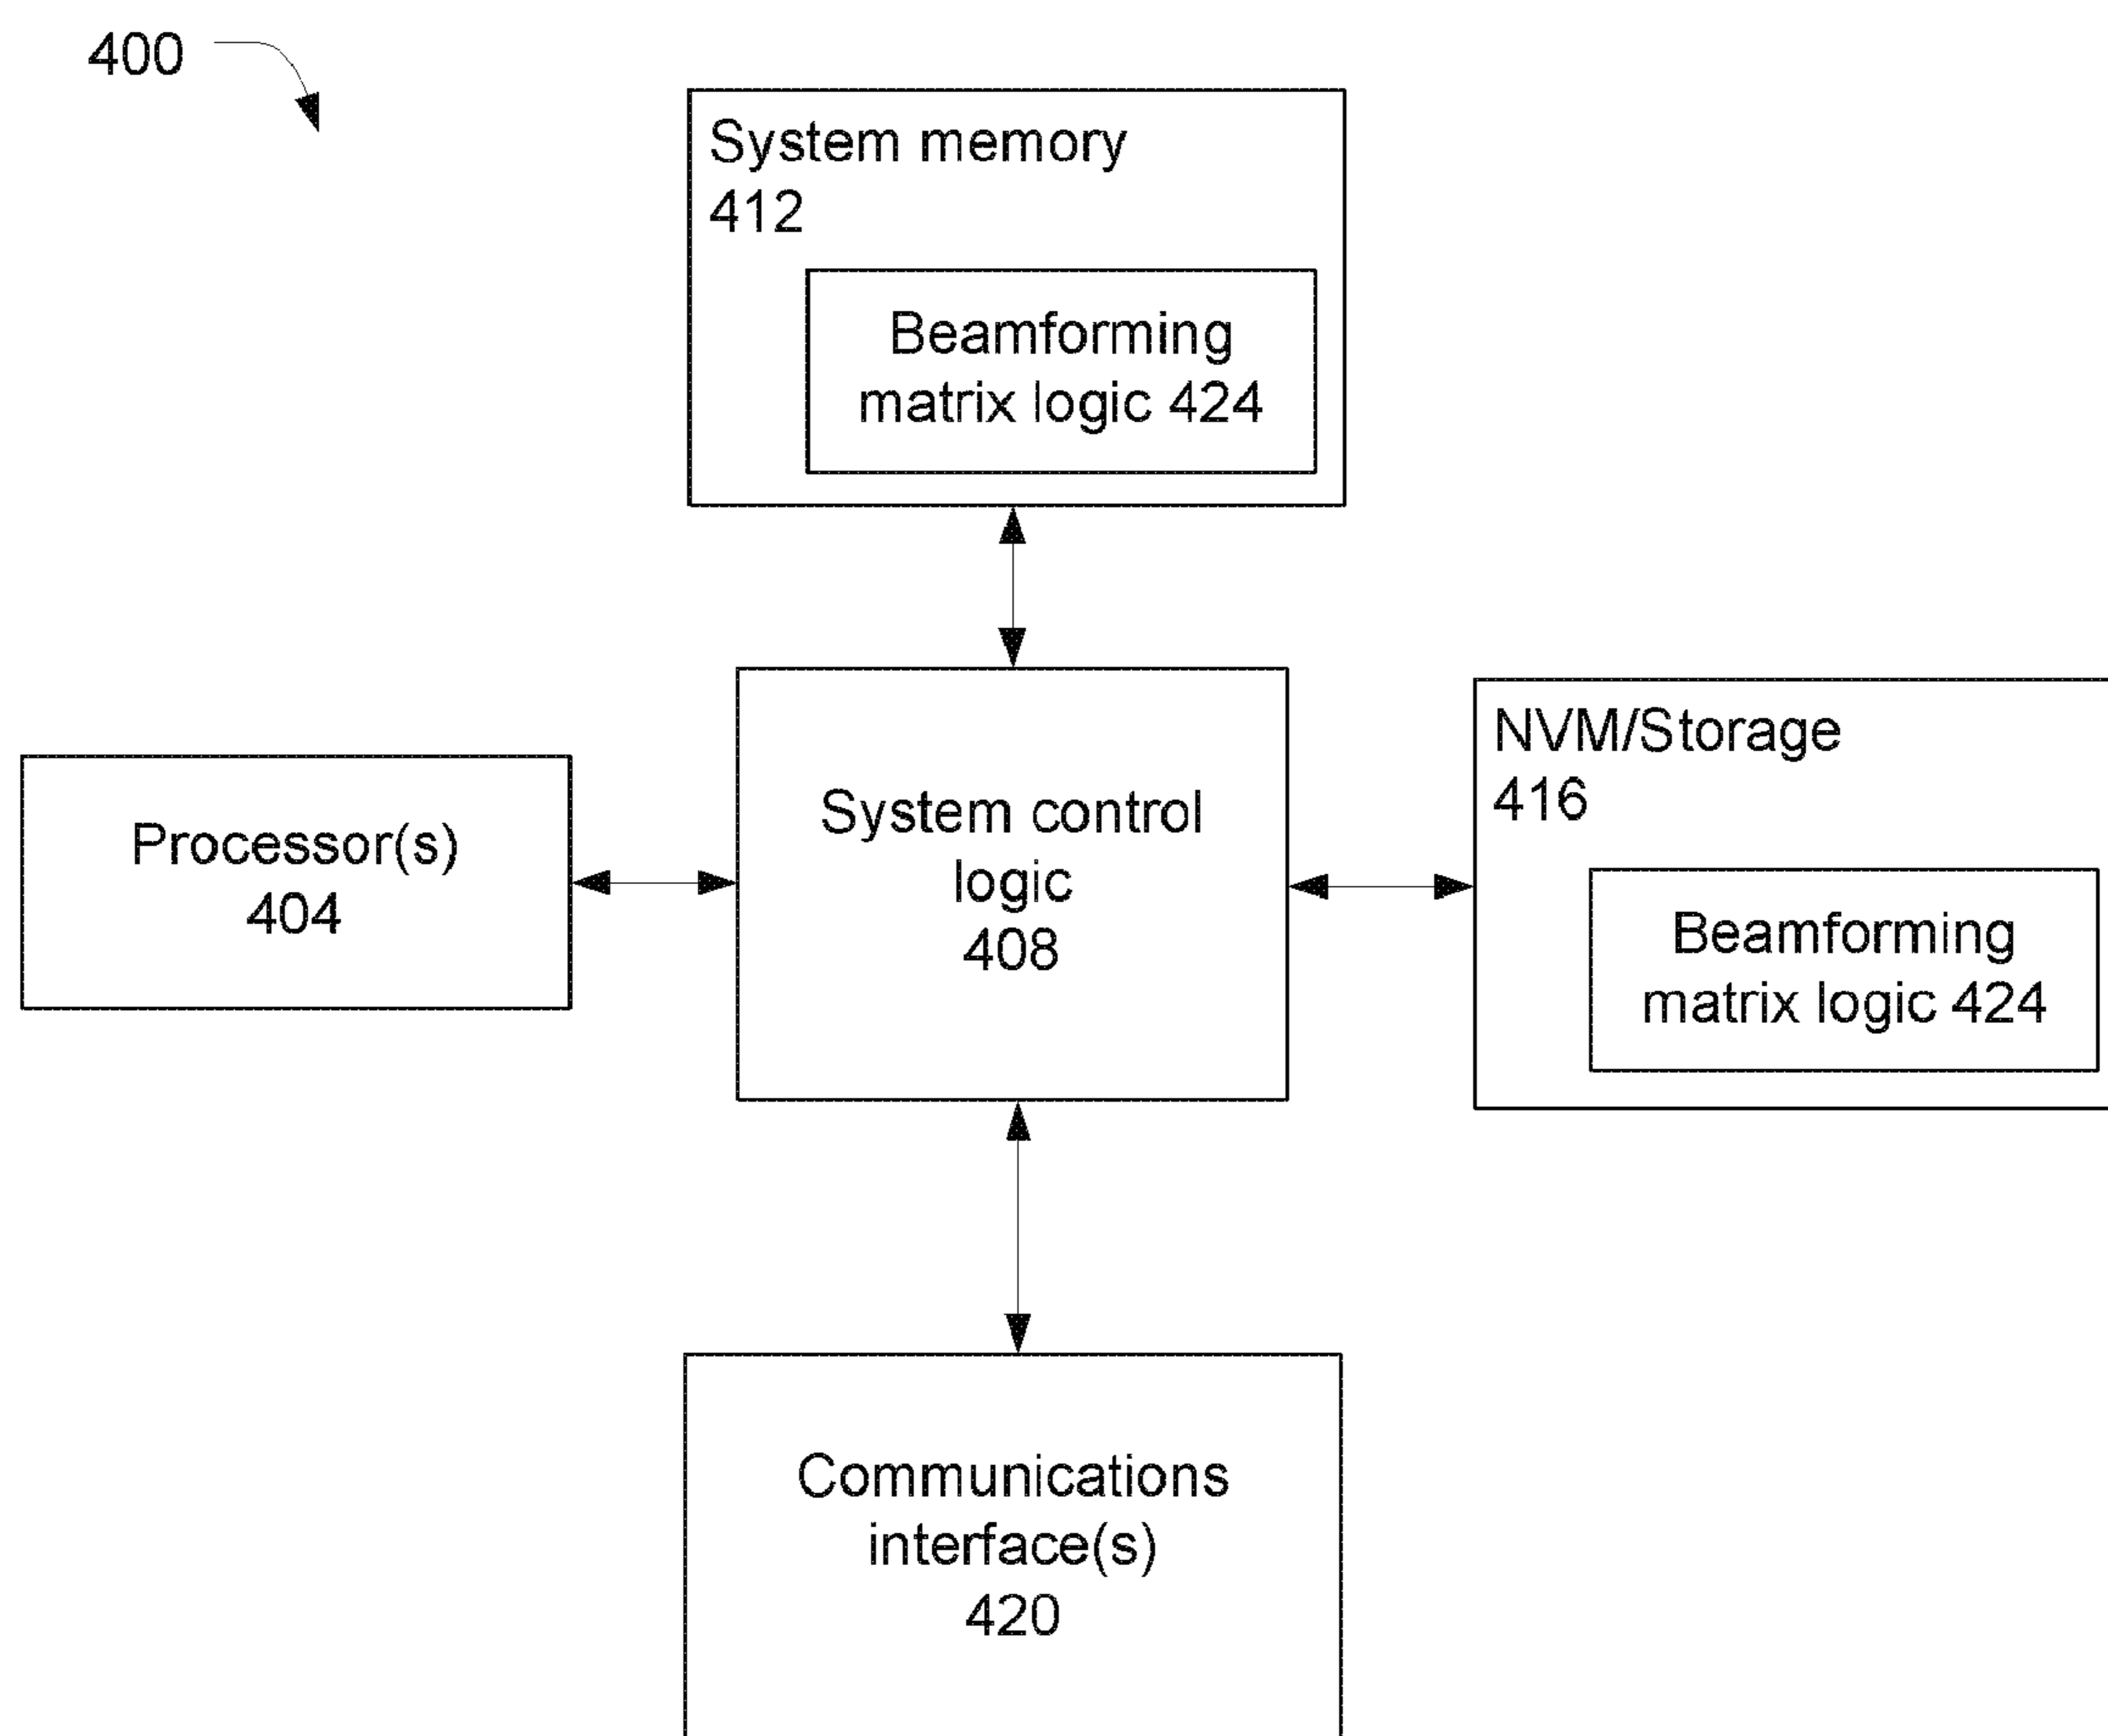 400
System memory
412
Beamforming
matrix logic 424
Processor(s)
404
System control
logic
408
NVM/Storage
416
Beamforming
matrix logic 424
Communications
interface(s)
420